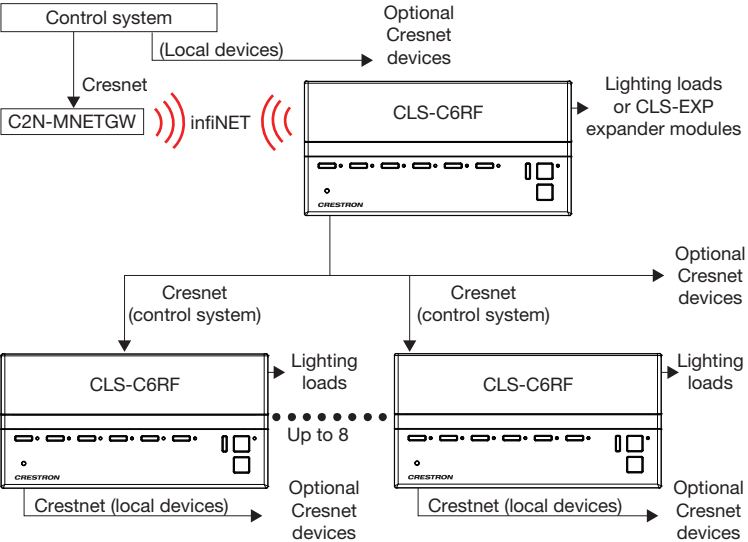 Control system
(Local devices)
Optional
Cresnet
devices
Cresnet
C2N-MNETGW
infiNET
CLS-C6RF
Lighting loads
or CLS-EXP
expander modules
CRESTRON
Optional
Cresnet
devices
Cresnet
(control system)
Cresnet
(control system)
CLS-C6RF
Lighting
loads
CLS-C6RF
Lighting
loads
Up to 8
CRESTRON
CRESTRON
Crestnet (local devices)
Optional
Cresnet
devices
Crestnet (local devices)
Optional
Cresnet
devices